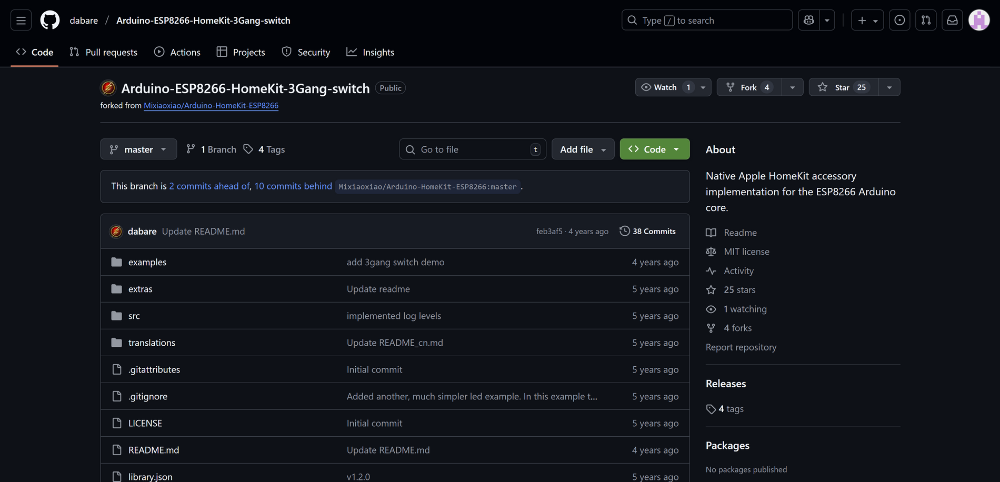 dabare / Arduino-ESP8266-HomeKit-3Gang-switch
Type / to search
Code Pull requests Actions Projects Security Insights
Arduino-ESP8266-HomeKit-3Gang-switch Public
Watch 1 Fork 4 Star 25
forked from Mixiaoxiao/Arduino-HomeKit-ESP8266
master 1 Branch 4 Tags Go to file t Add file Code
This branch is 2 commits ahead of, 10 commits behind Mixiaoxiao/Arduino-HomeKit-ESP8266:master .
dabare Update README.md feb3af5 · 4 years ago 38 Commits
examples add 3gang switch demo 4 years ago
extras Update readme 5 years ago
src implemented log levels 5 years ago
translations Update README_cn.md 5 years ago
.gitattributes Initial commit 5 years ago
.gitignore Added another, much simpler led example. In this example t... 5 years ago
LICENSE Initial commit 5 years ago
README.md Update README.md 4 years ago
library.json v1.2.0 5 years ago
About
Native Apple HomeKit accessory
implementation for the ESP8266 Arduino
core.
Readme
MIT license
Activity
25 stars
1 watching
4 forks
Report repository
Releases
4 tags
Packages
No packages published